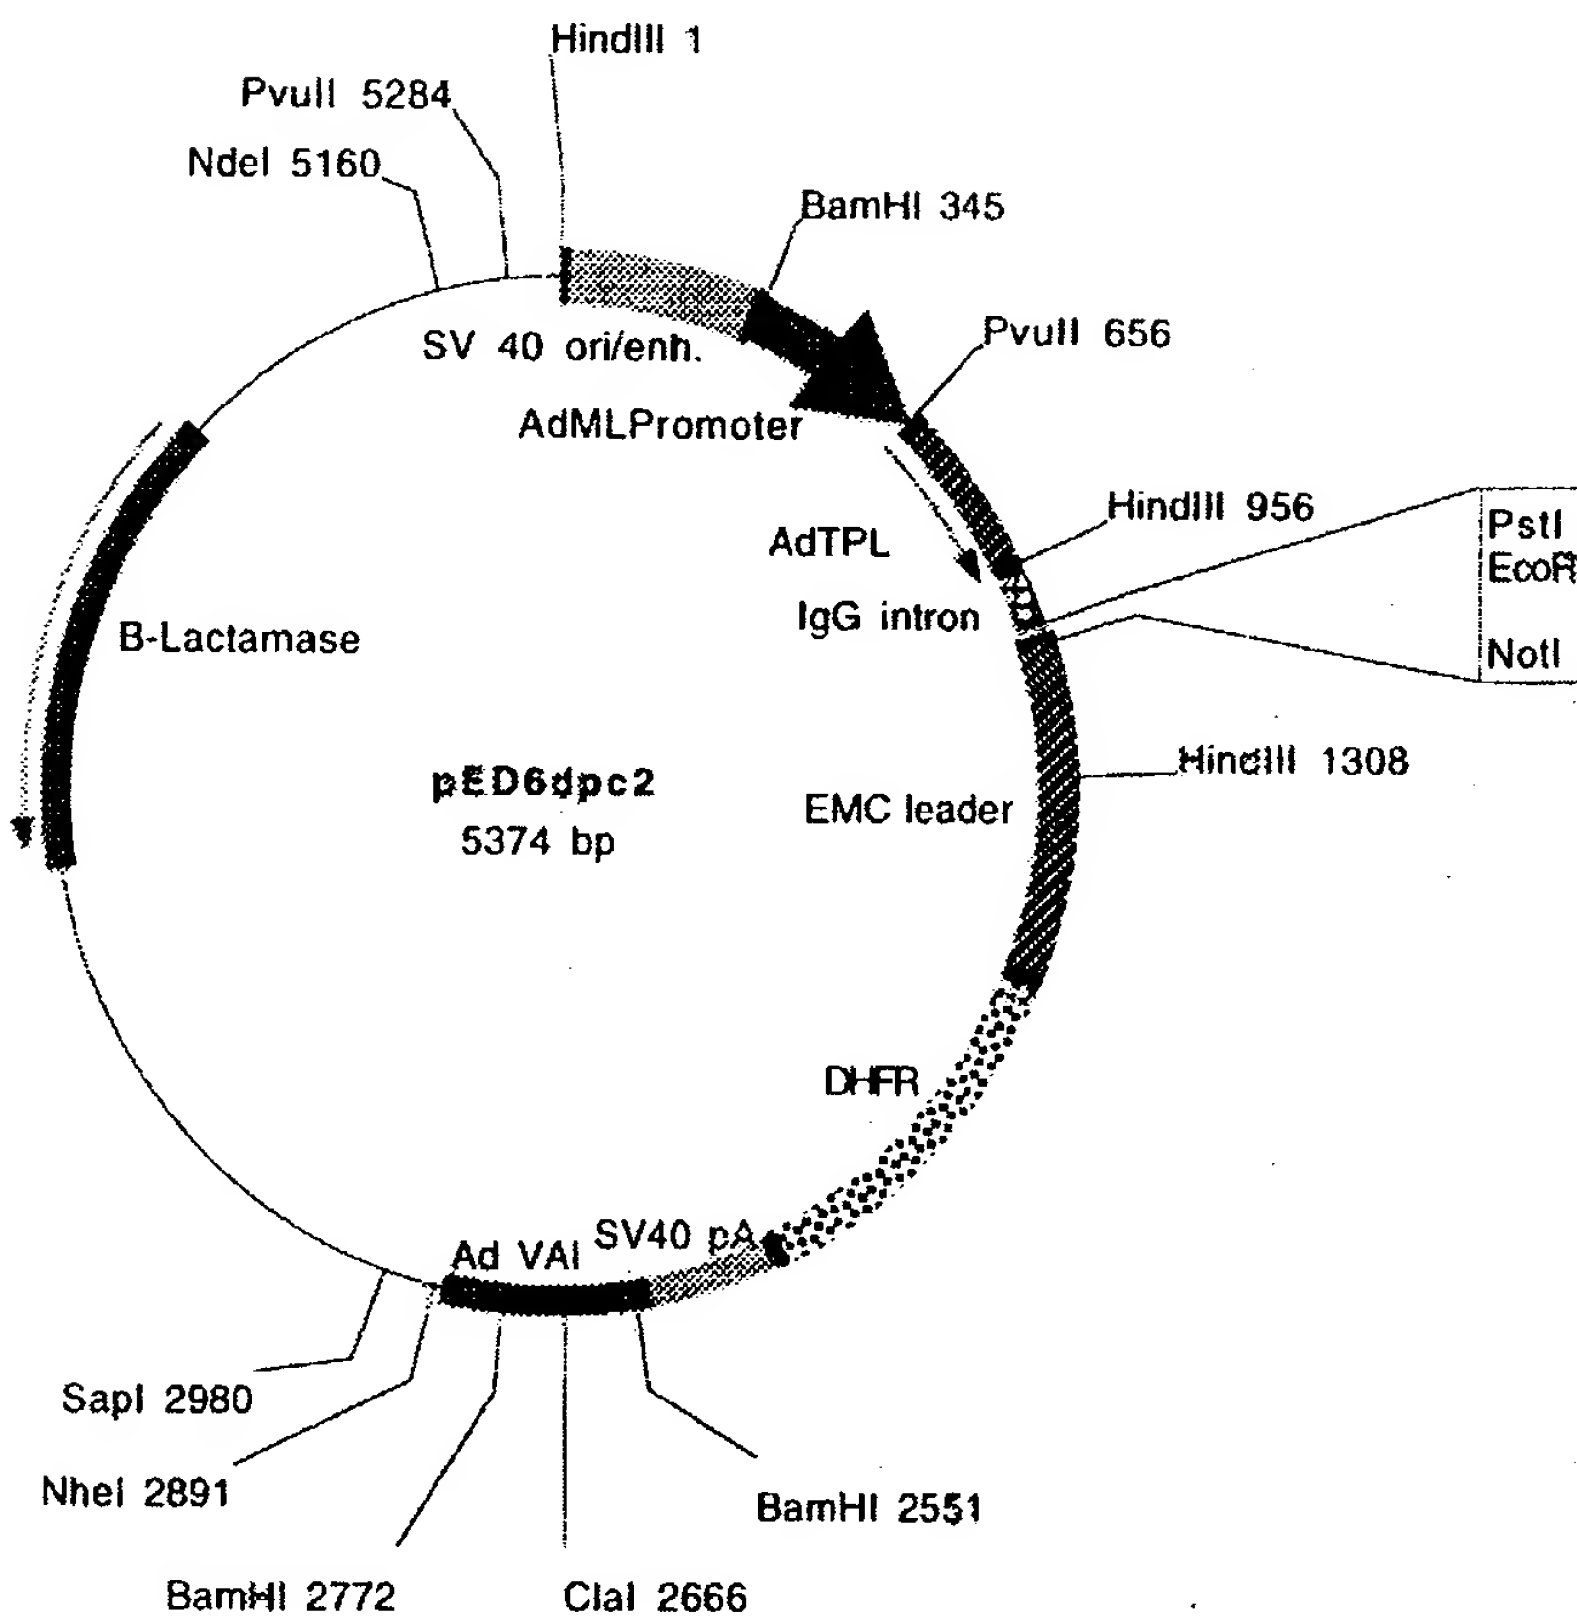 HindIII 1
PvuII 5284
NdeI 5160
BamHI 345
PvuII 656
SV 40 ori/enh.
AdMLPromoter
HindIII 956
PstI
EcoR
AdTPL
IgG intron
NotI
B-Lactamase
HindIII 1308
pED6dpc2
5374 bp
EMC leader
DHFR
SV40 pA
Ad VAI
SapI 2980
NheI 2891
BamHI 2551
BamHI 2772
ClaI 2666